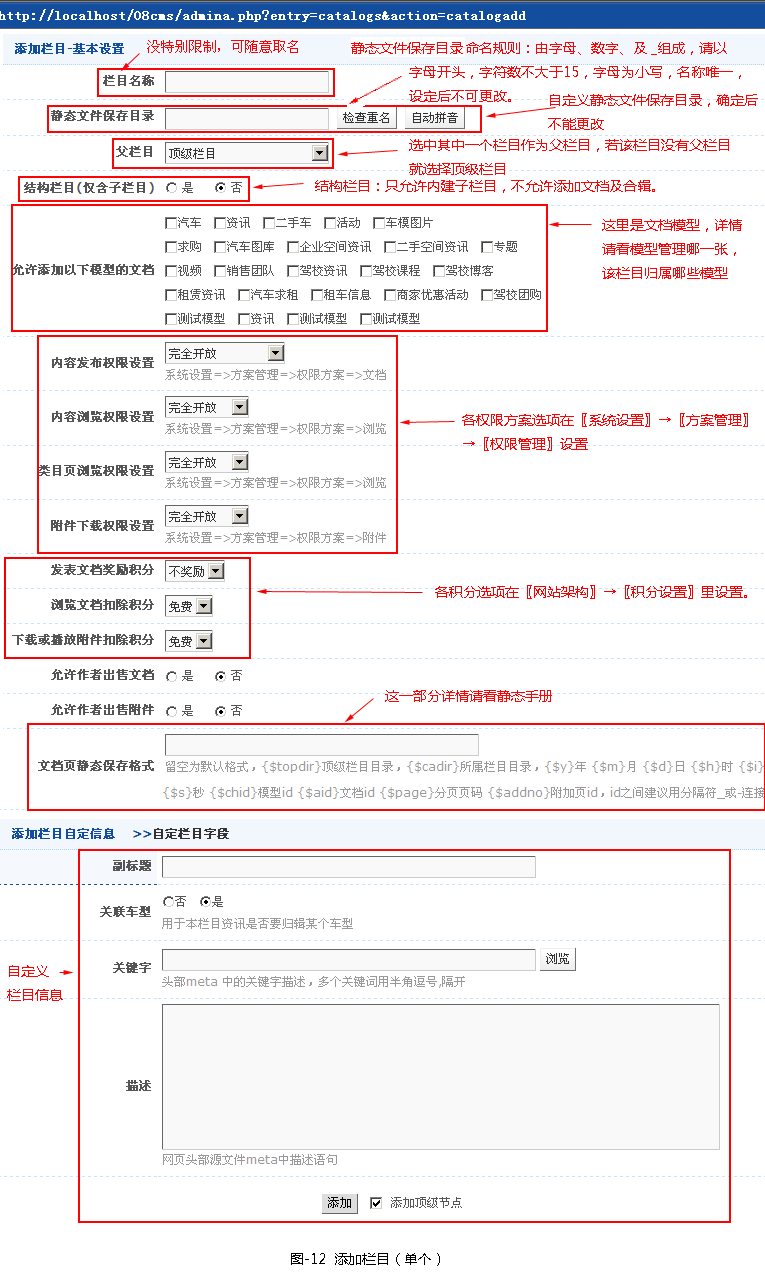 http://localhost/08cms/admina.php?entry=catalogs&action=catalogadd
添加栏目-基本设置
没特别限制，可随意取名
静态文件保存目录 命名规则：由字母、数字、及 _组成，请以
字母开头，字符数不大于15，字母为小写，名称唯一，
设定后不可更改。
栏目名称
自定义静态文件保存目录，确定后
不能更改
静态文件保存目录 检查重名 自动拼音
父栏目 顶级栏目
选中其中一个栏目作为父栏目，若该栏目没有父栏目
就选择顶级栏目
结构栏目(仅含子栏目) 是 否
结构栏目：只允许内建子栏目，不允许添加文档及合辑。
允许添加以下模型的文档
汽车 资讯 二手车 活动 车模图片
求购 汽车图库 企业空间资讯 二手空间资讯 专题
视频 销售团队 驾校资讯 驾校课程 驾校博客
租赁资讯 汽车求租 租车信息 商家优惠活动 驾校团购
测试模型 资讯 测试模型 测试模型
这里是文档模型，详情
请看模型管理哪一张，
该栏目归属哪些模型
内容发布权限设置 完全开放
系统设置=>方案管理=>权限方案=>文档
内容浏览权限设置 完全开放
系统设置=>方案管理=>权限方案=>浏览
类目页浏览权限设置 完全开放
系统设置=>方案管理=>权限方案=>浏览
附件下载权限设置 完全开放
系统设置=>方案管理=>权限方案=>附件
各权限方案选项在〖系统设置〗→〖方案管理〗
→〖权限管理〗设置
发表文档奖励积分 不奖励
浏览文档扣除积分 免费
下载或播放附件扣除积分 免费
各积分选项在〖网站架构〗→〖积分设置〗里设置。
允许作者出售文档 是 否
允许作者出售附件 是 否
这一部分详情请看静态手册
文档页静态保存格式
留空为默认格式，{$topdir}顶级栏目目录，{$cadir}所属栏目目录，{$y}年 {$m}月 {$d}日 {$h}时 {$i}
{$s}秒 {$chid}模型id {$aid}文档id {$page}分页页码 {$addno}附加页id，id之间建议用分隔符_或-连接
添加栏目自定信息 >>自定栏目字段
副标题
关联车型 否 是
用于本栏目资讯是否要归辑某个车型
关键字 浏览
头部meta 中的关键字描述，多个关键词用半角逗号,隔开
自定义
栏目信息
描述
网页头部源文件meta中描述语句
添加 添加顶级节点
图-12 添加栏目（单个）